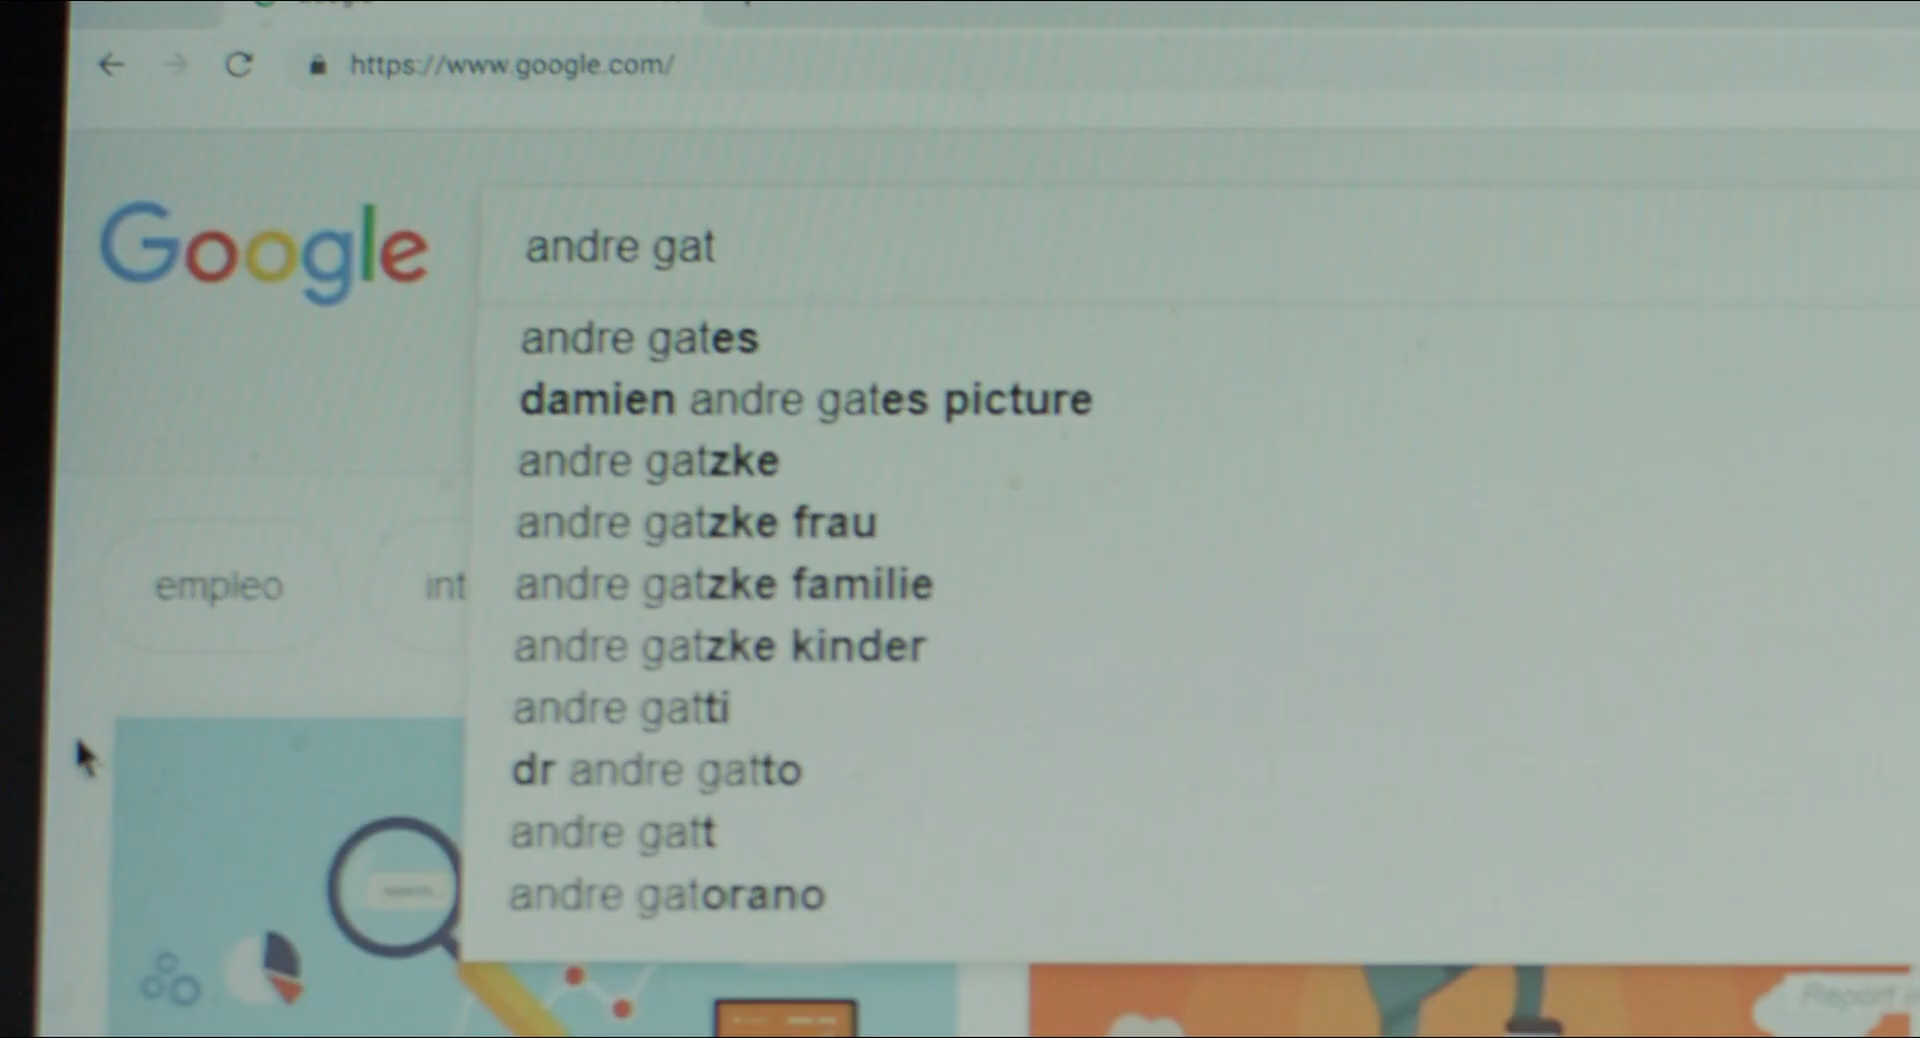 https://www.google.com/
Google
andre gat
andre gates
damien andre gates picture
andre gatzke
andre gatzke frau
andre gatzke familie
andre gatzke kinder
andre gatti
dr andre gatto
andre gatt
andre gatorano
empleo
int
Report